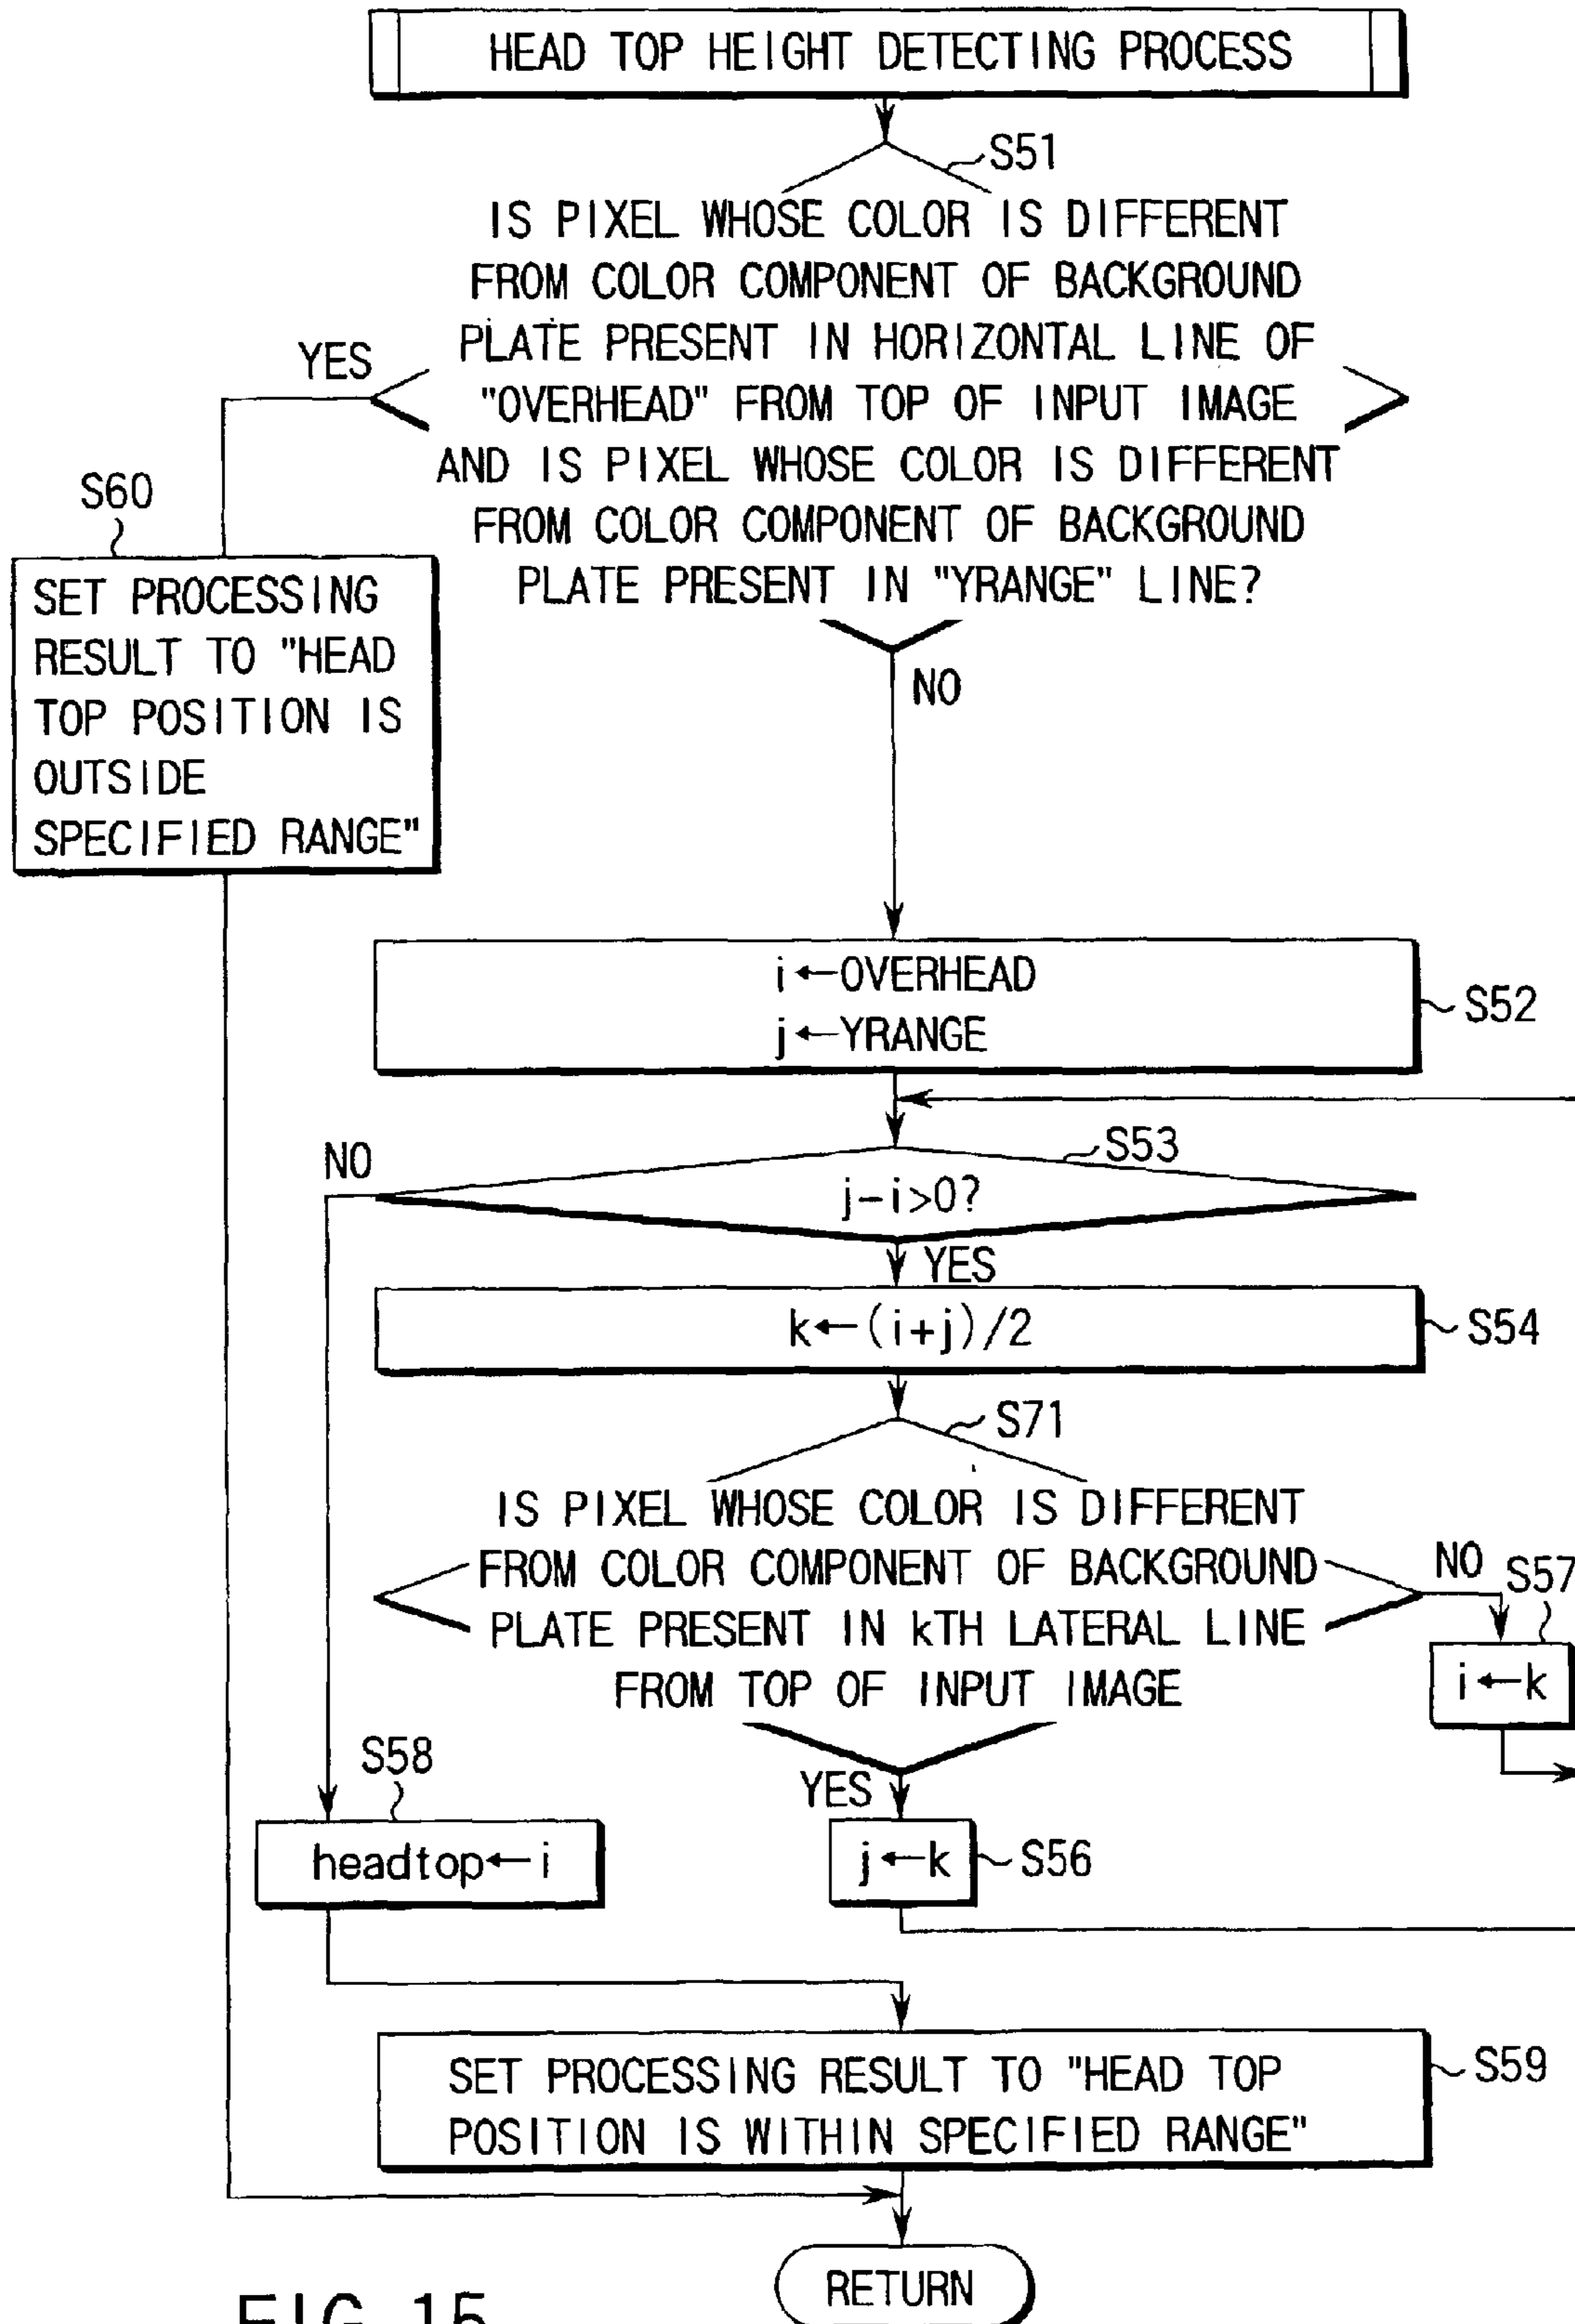 HEAD TOP HEIGHT DETECTING PROCESS
S51
IS PIXEL WHOSE COLOR IS DIFFERENT
FROM COLOR COMPONENT OF BACKGROUND
PLATE PRESENT IN HORIZONTAL LINE OF
"OVERHEAD" FROM TOP OF INPUT IMAGE
AND IS PIXEL WHOSE COLOR IS DIFFERENT
FROM COLOR COMPONENT OF BACKGROUND
PLATE PRESENT IN "YRANGE" LINE?
YES
S60
SET PROCESSING
RESULT TO "HEAD
TOP POSITION IS
OUTSIDE
SPECIFIED RANGE"
NO
i←OVERHEAD
j←YRANGE
S52
S53
NO
j-i>0?
YES
k←(i+j)/2
S54
S71
IS PIXEL WHOSE COLOR IS DIFFERENT
FROM COLOR COMPONENT OF BACKGROUND
PLATE PRESENT IN kTH LATERAL LINE
FROM TOP OF INPUT IMAGE
NO
S57
i←k
YES
S58
headtop←i
j←k
S56
SET PROCESSING RESULT TO "HEAD TOP
POSITION IS WITHIN SPECIFIED RANGE"
S59
RETURN
FIG. 15